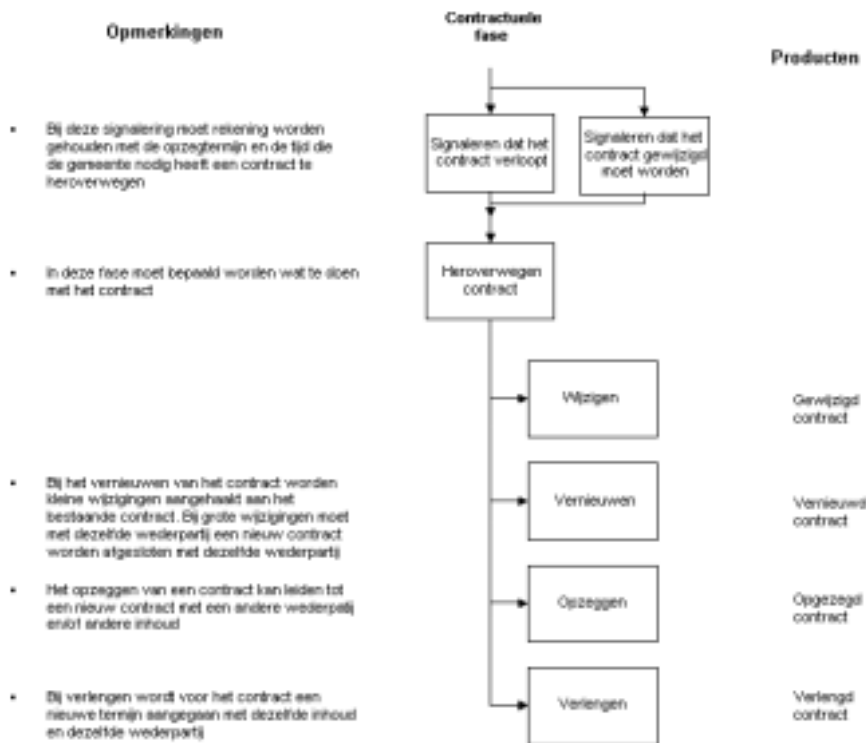 Opmerkingen
Contractuele
fase
Producten
• Bij deze signalering moet rekening worden
gehouden met de opzegtermijn en de tijd die
de gemeente nodig heeft een contract te
heroverwegen
Signaleren dat het
contract verloopt
Signaleren dat het
contract gewijzigd
moet worden
• In deze fase moet bepaald worden wat te doen
met het contract
Heroverwegen
contract
Wijzigen
Gewijzigd
contract
• Bij het vernieuwen van het contract worden
kleine wijzigingen aangehaakt aan het
bestaande contract. Bij grote wijzigingen moet
met dezelfde wederpartij een nieuw contract
worden afgesloten met dezelfde wederpartij
Vernieuwen
Vernieuwd
contract
• Het opzeggen van een contract kan leiden tot
een nieuw contract met een andere wederpatij
en/of andere inhoud
Opzeggen
Opgezegd
contract
• Bij verlengen wordt voor het contract een
nieuwe termijn aangegaan met dezelfde inhoud
en dezelfde wederpartij
Verlengen
Verlengd
contract